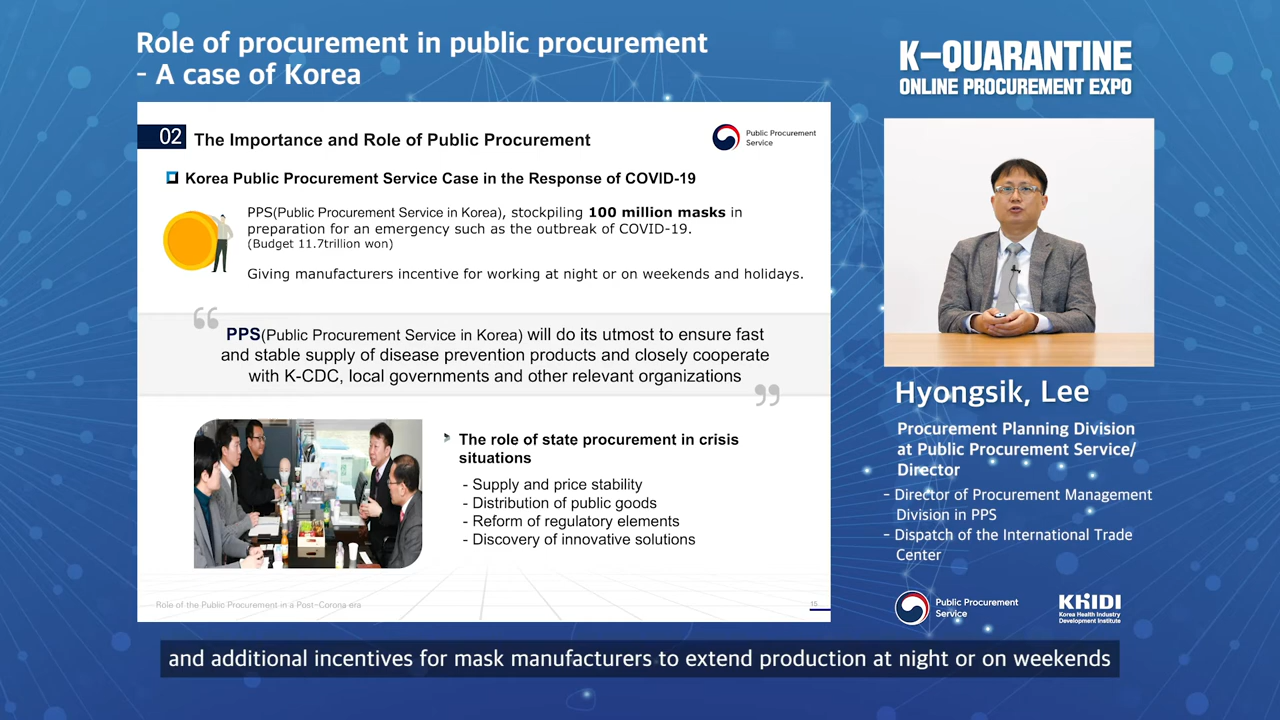 Role of procurement in public procurement
- A case of Korea
K-QUARANTINE
ONLINE PROCUREMENT EXPO
02
The Importance and Role of Public Procurement
Public Procurement
Service
Korea Public Procurement Service Case in the Response of COVID-19
PPS(Public Procurement Service in Korea), stockpiling 100 million masks in
preparation for an emergency such as the outbreak of COVID-19.
(Budget 11.7trillion won)
Giving manufacturers incentive for working at night or on weekends and holidays.
“
PPS(Public Procurement Service in Korea) will do its utmost to ensure fast
and stable supply of disease prevention products and closely cooperate
with K-CDC, local governments and other relevant organizations
”
The role of state procurement in crisis
situations
- Supply and price stability
- Distribution of public goods
- Reform of regulatory elements
- Discovery of innovative solutions
Role of the Public Procurement in a Post-Corona era
15
Hyongsik, Lee
Procurement Planning Division
at Public Procurement Service/
Director
- Director of Procurement Management
Division in PPS
- Dispatch of the International Trade
Center
Public Procurement
Service
KHIDI
Korea Health Industry
Development Institute
and additional incentives for mask manufacturers to extend production at night or on weekends